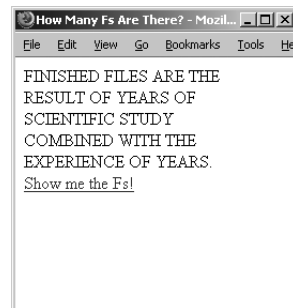 How Many Fs Are There? - Mozil...
File Edit View Go Bookmarks Tools He
FINISHED FILES ARE THE
RESULT OF YEARS OF
SCIENTIFIC STUDY
COMBINED WITH THE
EXPERIENCE OF YEARS.
Show me the Fs!